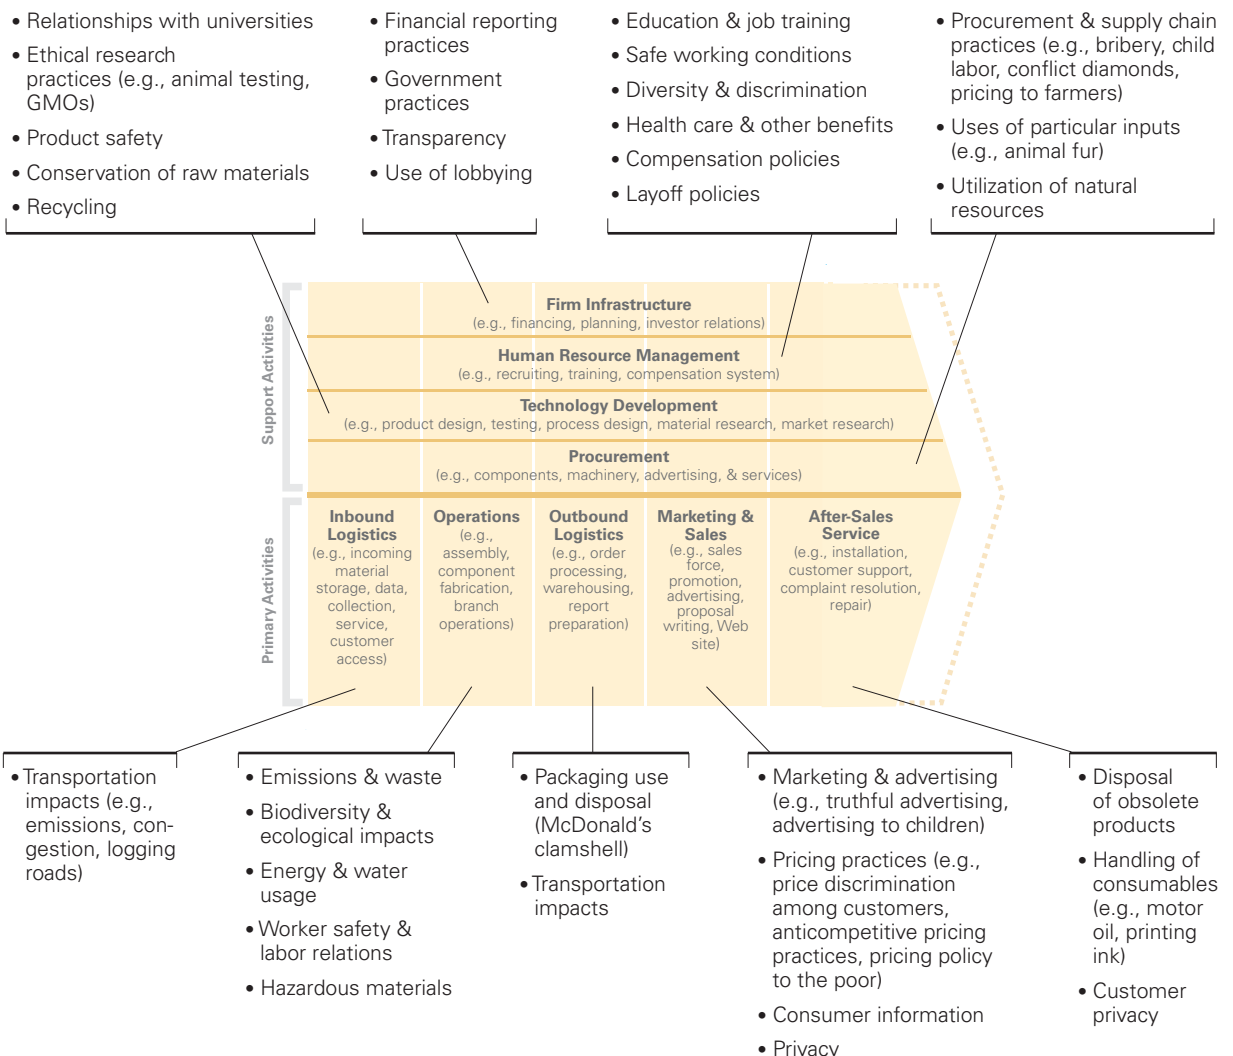 • Relationships with universities
• Ethical research
practices (e.g., animal testing,
GMOs)
• Product safety
• Conservation of raw materials
• Recycling
• Financial reporting
practices
• Government
practices
• Transparency
• Use of lobbying
• Education & job training
• Safe working conditions
• Diversity & discrimination
• Health care & other benefits
• Compensation policies
• Layoff policies
• Procurement & supply chain
practices (e.g., bribery, child
labor, conflict diamonds,
pricing to farmers)
• Uses of particular inputs
(e.g., animal fur)
• Utilization of natural
resources
Support Activities
Firm Infrastructure
(e.g., financing, planning, investor relations)
Human Resource Management
(e.g., recruiting, training, compensation system)
Technology Development
(e.g., product design, testing, process design, material research, market research)
Procurement
(e.g., components, machinery, advertising, & services)
Primary Activities
Inbound
Logistics
(e.g., incoming
material
storage, data,
collection,
service,
customer
access)
Operations
(e.g.,
assembly,
component
fabrication,
branch
operations)
Outbound
Logistics
(e.g., order
processing,
warehousing,
report
preparation)
Marketing &
Sales
(e.g., sales
force,
promotion,
advertising,
proposal
writing, Web
site)
After-Sales
Service
(e.g., installation,
customer support,
complaint resolution,
repair)
• Transportation
impacts (e.g.,
emissions, con-
gestion, logging
roads)
• Emissions & waste
• Biodiversity &
ecological impacts
• Energy & water
usage
• Worker safety &
labor relations
• Hazardous materials
• Packaging use
and disposal
(McDonald’s
clamshell)
• Transportation
impacts
• Marketing & advertising
(e.g., truthful advertising,
advertising to children)
• Pricing practices (e.g.,
price discrimination
among customers,
anticompetitive pricing
practices, pricing policy
to the poor)
• Consumer information
• Privacy
• Disposal
of obsolete
products
• Handling of
consumables
(e.g., motor
oil, printing
ink)
• Customer
privacy